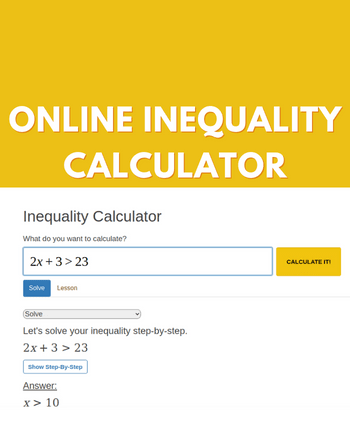 ONLINE INEQUALITY
CALCULATOR
Inequality Calculator
What do you want to calculate?
2x + 3 > 23
CALCULATE IT!
Solve
Lesson
Solve
Let's solve your inequality step-by-step.
2x + 3 > 23
Show Step-By-Step
Answer:
x > 10